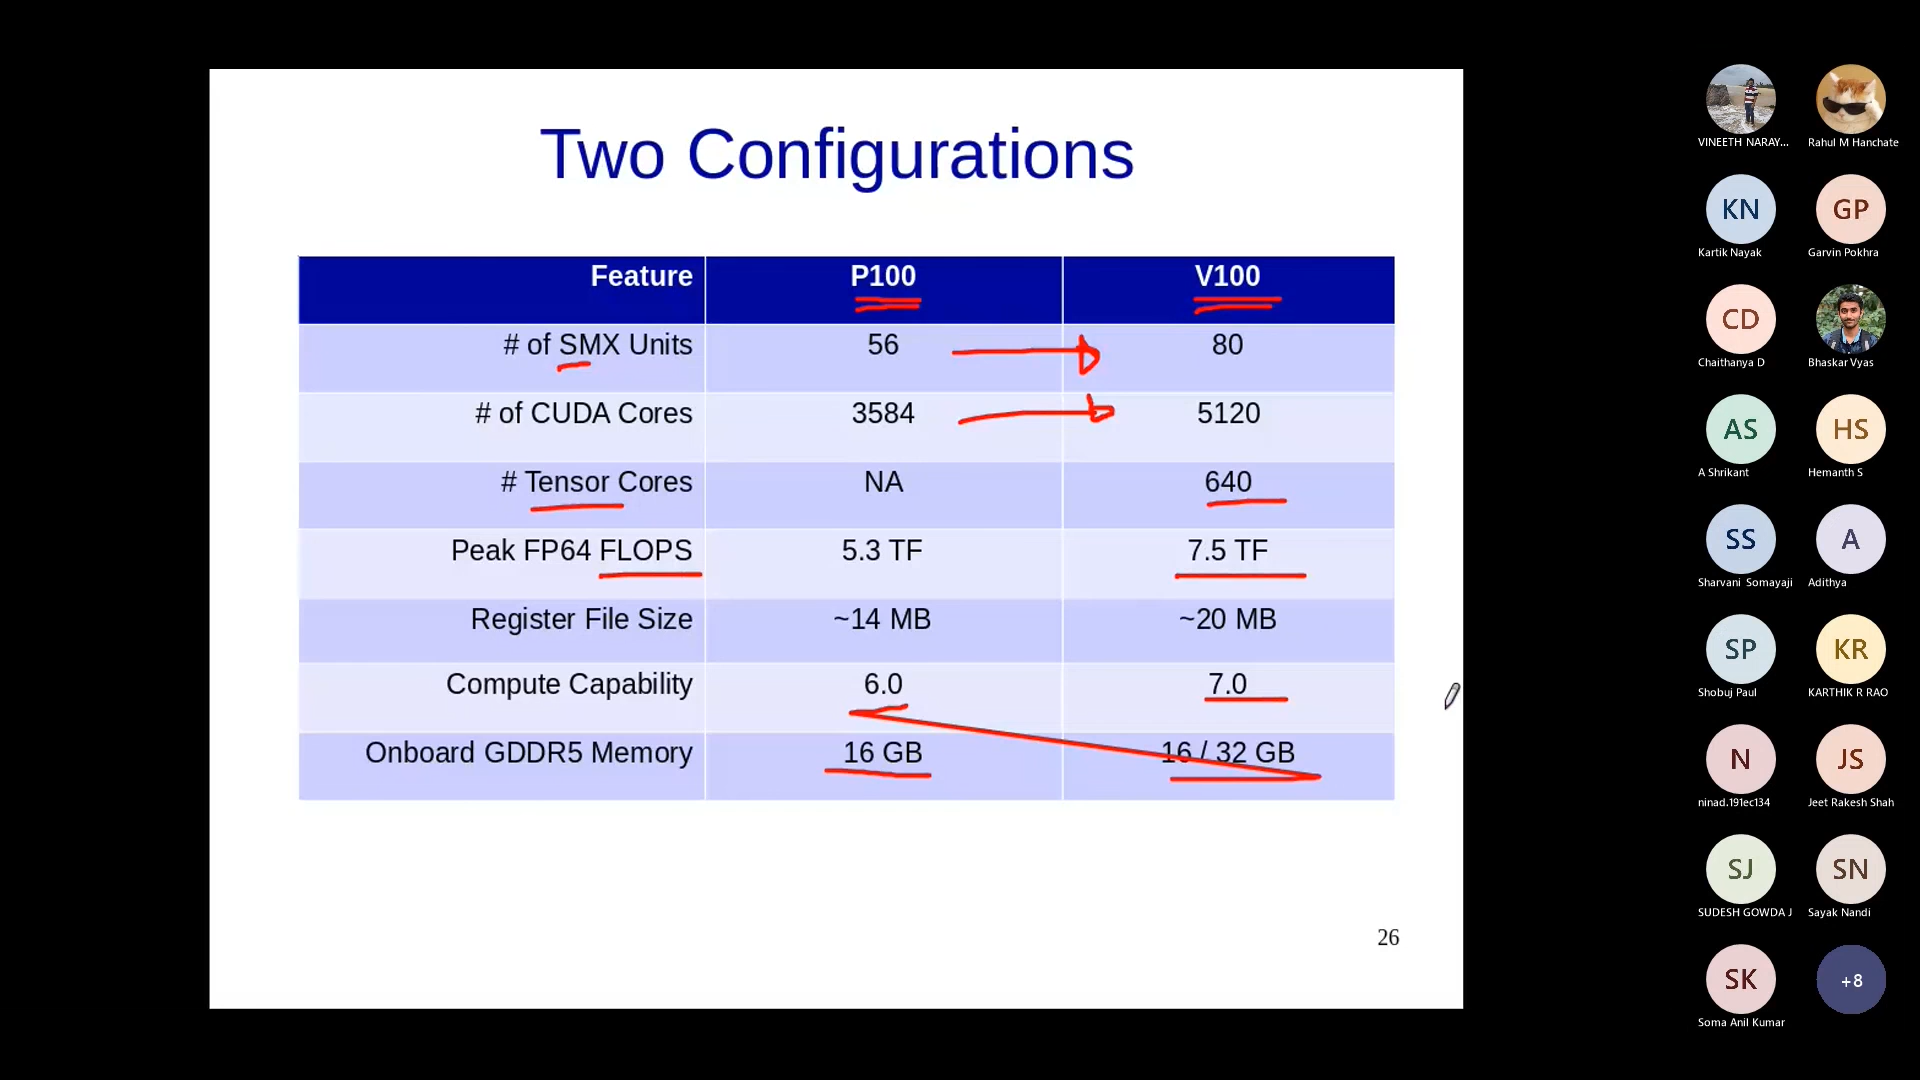 Two Configurations
Feature P100 V100
# of SMX Units 56 80
# of CUDA Cores 3584 5120
# Tensor Cores NA 640
Peak FP64 FLOPS 5.3 TF 7.5 TF
Register File Size ~14 MB ~20 MB
Compute Capability 6.0 7.0
Onboard GDDR5 Memory 16 GB 16 / 32 GB
26
VINEETH NARAY... Rahul M Hanchate
KN GP
Kartik Nayak Garvin Pokhra
CD
Chaithanya D Bhaskar Vyas
AS HS
A Shrikant Hemanth S
SS A
Sharvani Somayaji Adithya
SP KR
Shobuj Paul KARTHIK R RAO
N JS
ninad.191ec134 Jeet Rakesh Shah
SJ SN
SUDESH GOWDA J Sayak Nandi
SK +8
Soma Anil Kumar